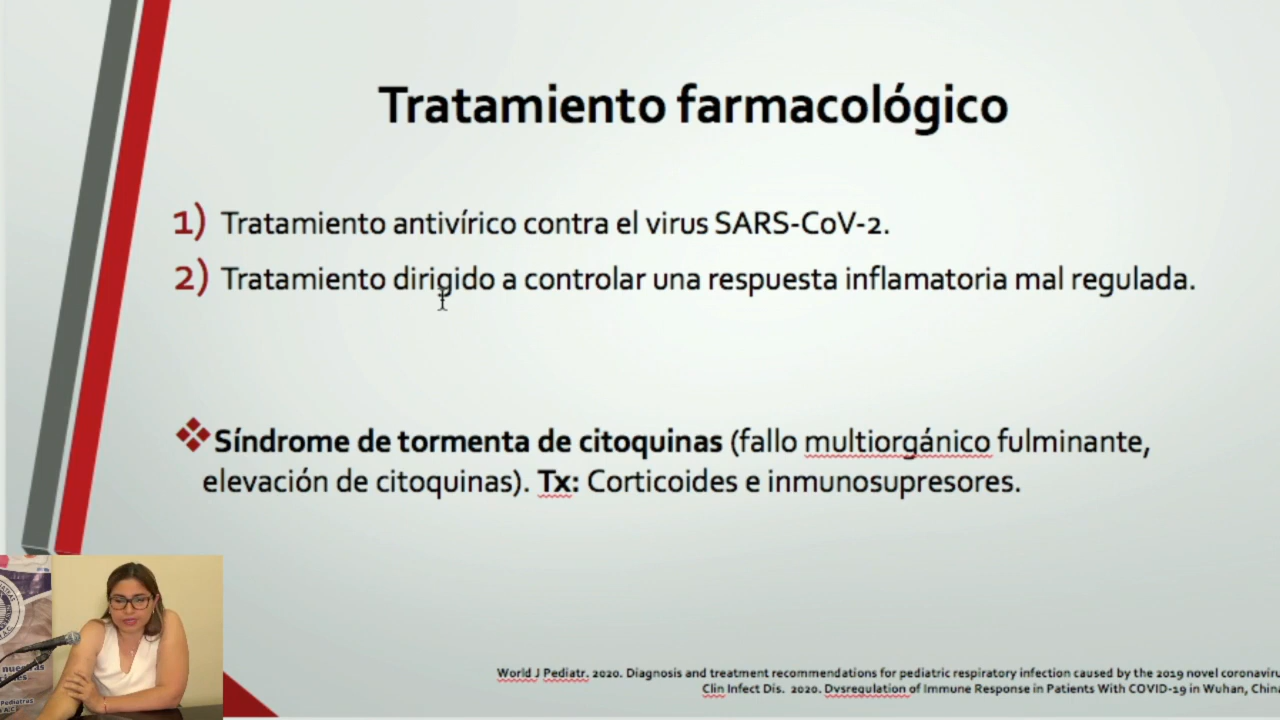 Tratamiento farmacológico
1) Tratamiento antivírico contra el virus SARS-CoV-2.
2) Tratamiento dirigido a controlar una respuesta inflamatoria mal regulada.
❖Síndrome de tormenta de citoquinas (fallo multiorgánico fulminante,
elevación de citoquinas). Tx: Corticoides e inmunosupresores.
World J Pediatr. 2020. Diagnosis and treatment recommendations for pediatric respiratory infection caused by the 2019 novel coronaviru
Clin Infect Dis. 2020. Dysregulation of Immune Response in Patients With COVID-19 in Wuhan, China
Pediatras